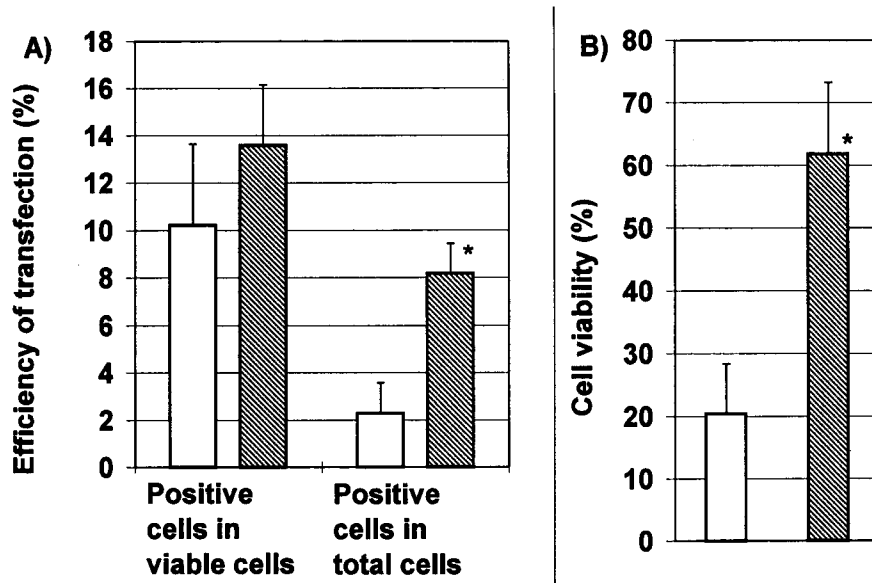 A)
Efficiency of transfection (%)
18
16
14
12
10
8
6
4
2
0
*
Positive
cells in
viable cells
Positive
cells in
total cells
B)
Cell viability (%)
80
70
60
50
40
30
20
10
0
*